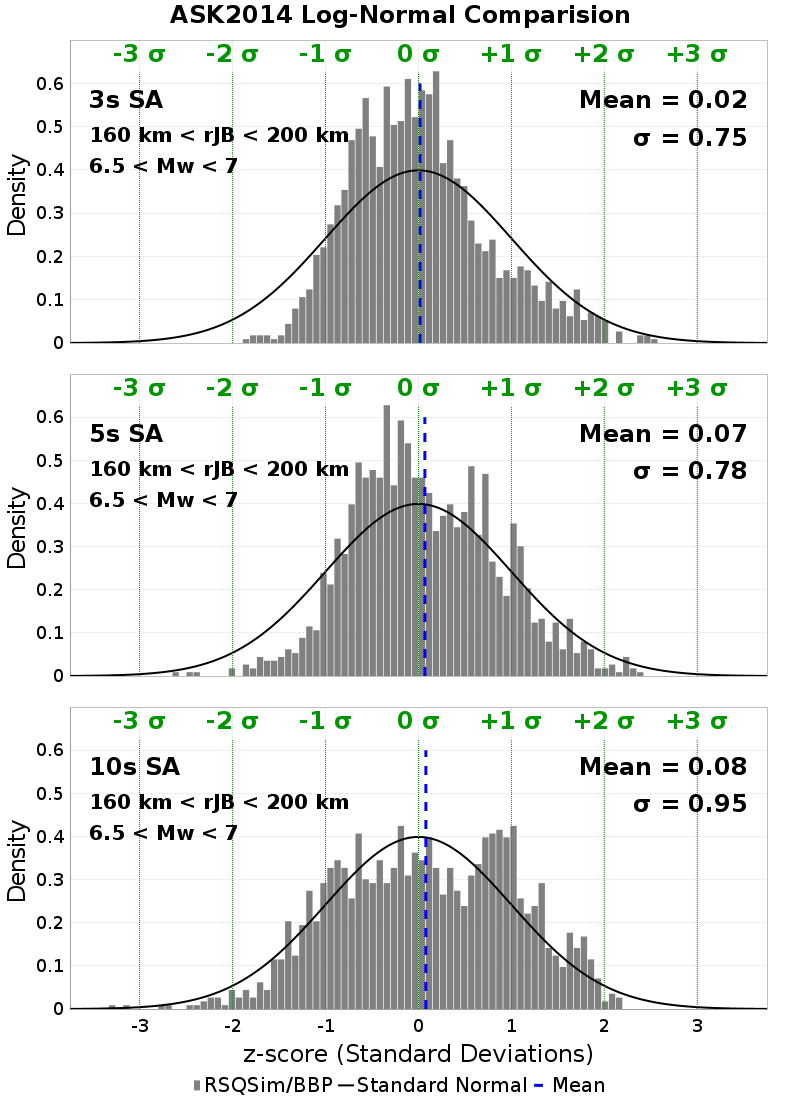 ASK2014 Log-Normal Comparision
-3 σ -2 σ -1 σ 0 σ +1 σ +2 σ +3 σ
3s SA
160 km < rJB < 200 km
6.5 < Mw < 7
Mean = 0.02
σ = 0.75
Density
0.6
0.5
0.4
0.3
0.2
0.1
0
-3 σ -2 σ -1 σ 0 σ +1 σ +2 σ +3 σ
5s SA
160 km < rJB < 200 km
6.5 < Mw < 7
Mean = 0.07
σ = 0.78
Density
0.6
0.5
0.4
0.3
0.2
0.1
0
-3 σ -2 σ -1 σ 0 σ +1 σ +2 σ +3 σ
10s SA
160 km < rJB < 200 km
6.5 < Mw < 7
Mean = 0.08
σ = 0.95
Density
0.6
0.5
0.4
0.3
0.2
0.1
0
-3 -2 -1 0 1 2 3
z-score (Standard Deviations)
RSQSim/BBP Standard Normal Mean